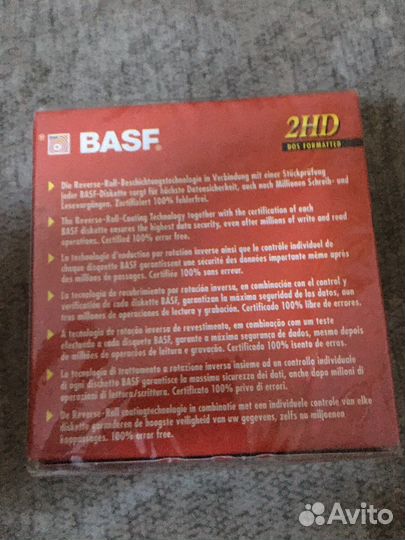 ® BASF® 2HD
DOS FORMATTED
Die Reverse-Roll-Beschichtungstechnologie in Verbindung mit einer Stückprüfung
jeder BASF-Diskette sorgt für höchste Datensicherheit, auch nach Millionen Schreib- und
Lesevorgängen. Zertifiziert 100% fehlerfrei.
The Reverse-Roll-Coating Technology together with the certification of each
BASF diskette ensures the highest data security, even after millions of write and read
operations. Certified 100% error free.
La technologie d'enduction par rotation inverse ainsi que le contrôle individuel de
chaque disquette BASF garantissent une sécurité des données importante même après
des millions de passages. Certifiée 100% sans erreur.
La tecnología de recubrimiento por rotación inversa, en combinación con el control y
verificación de cada diskette BASF, garantizan la máxima seguridad de los datos, aun
tras millones de operaciones de lectura y grabación. Certificado 100% libre de errores.
A tecnologia de rotação inversa de revestimento, em combinação com um teste
efectuado a cada disquete BASF, garante a máxima segurança de dados, mesmo depois
de milhões de operações de leitura e gravação. Certificado 100% isento de erros.
La tecnologia di trattamento a rotazione inversa insieme ad un controllo individuale
di ogni dischetto BASF garantisce la massima sicurezza dei dati, anche dopo milioni di
operazioni di lettura/scrittura. Certificato 100% privo di errori.
De Reverse-Roll coatingtechnologie in combinatie met een individuele controle van elke
diskette garanderen de hoogste veiligheid van uw gegevens, zelfs na miljoenen
koppassages. 100% error free.
Avito